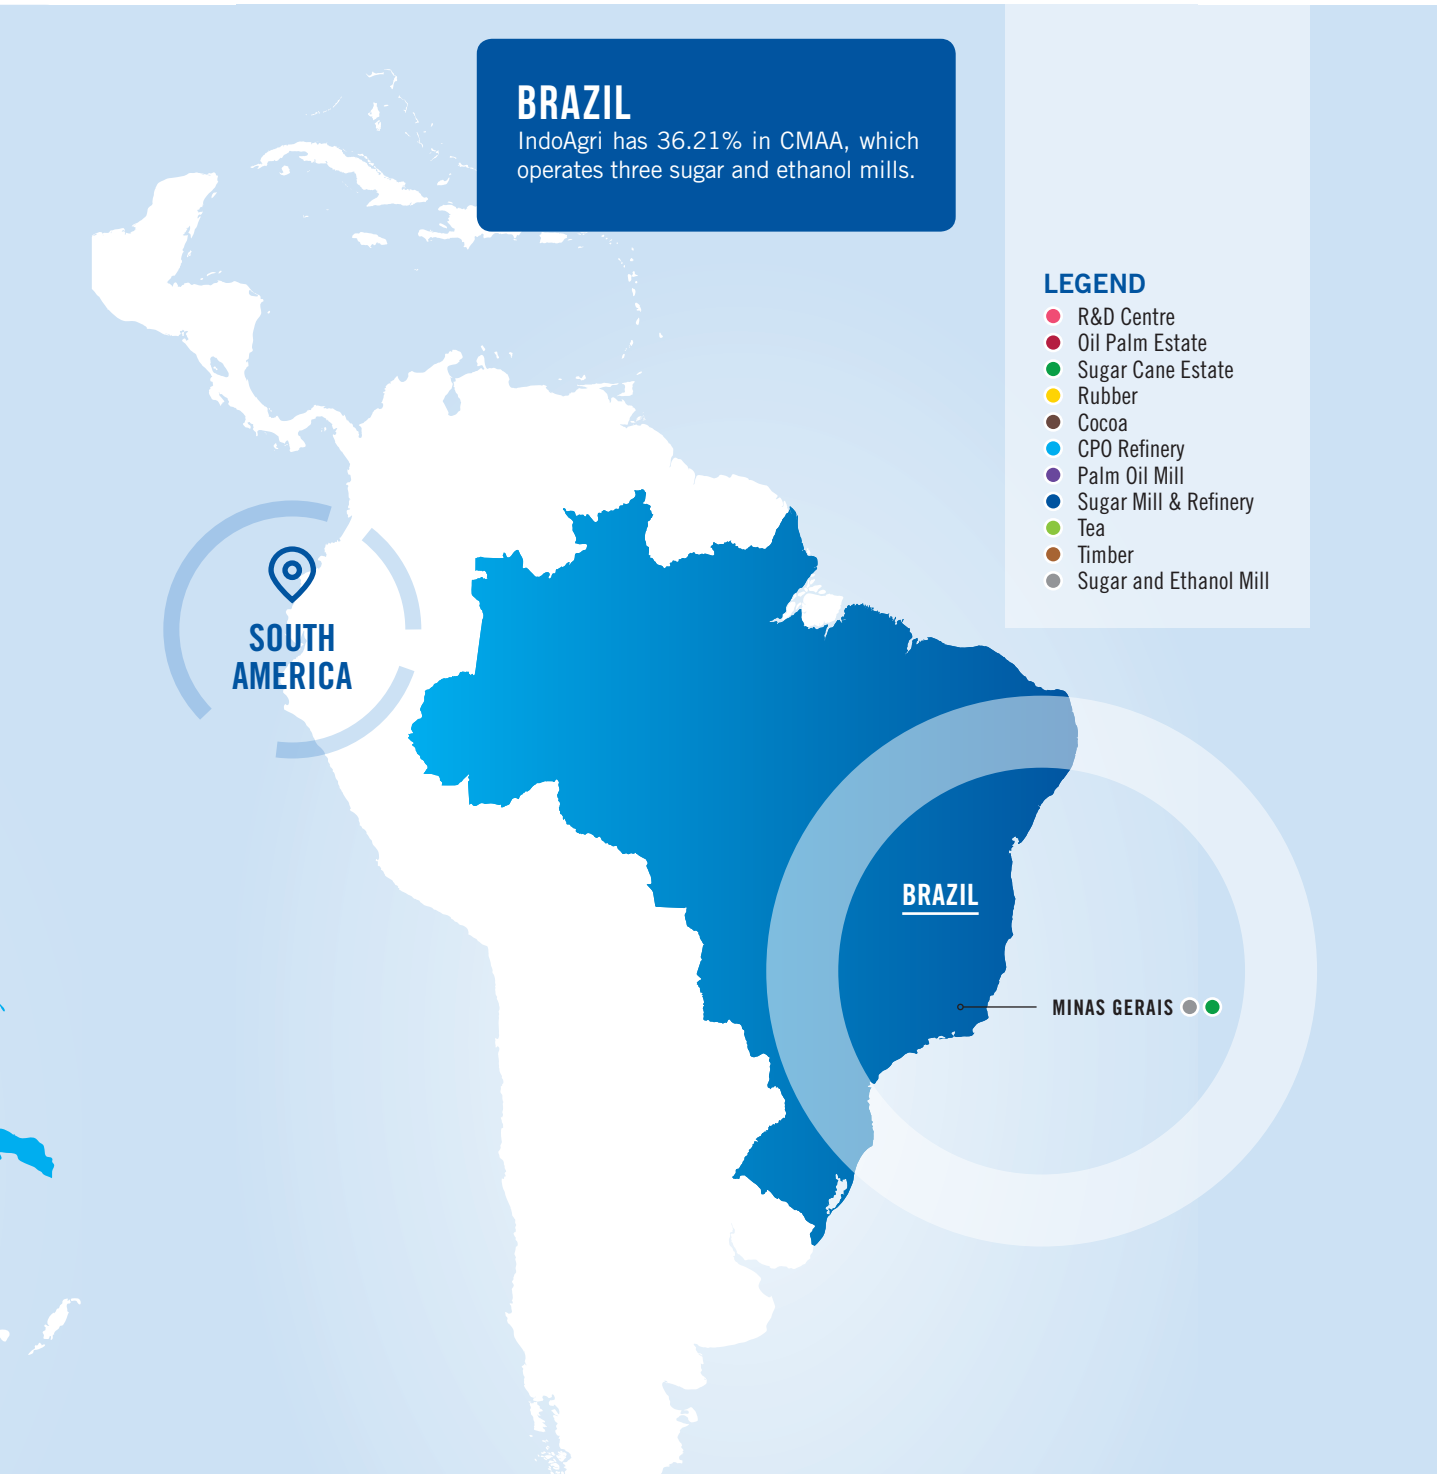 BRAZIL
IndoAgri has 36.21% in CMAA, which
operates three sugar and ethanol mills.
LEGEND
R&D Centre
Oil Palm Estate
Sugar Cane Estate
Rubber
Cocoa
CPO Refinery
Palm Oil Mill
Sugar Mill & Refinery
Tea
Timber
Sugar and Ethanol Mill
SOUTH
AMERICA
BRAZIL
MINAS GERAIS